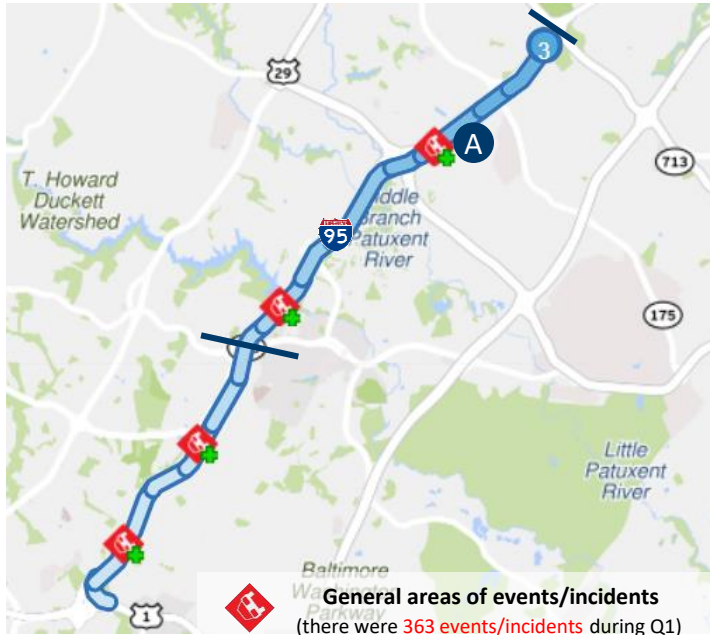 3
29
A
713
T. Howard
Duckett
Watershed
iddle
Branch
Patuxent
River
95
175
Little
Patuxent
River
Baltimore
Washington
Parkway
1
General areas of events/incidents
(there were 363 events/incidents during Q1)